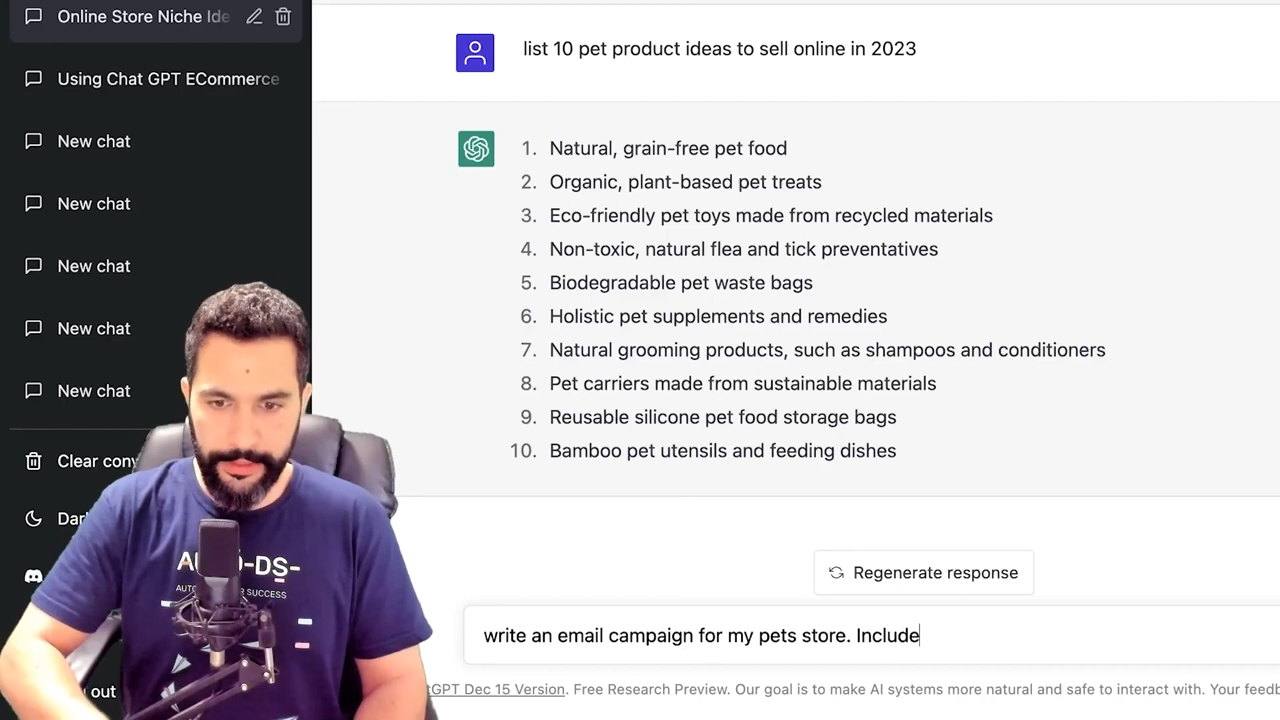 Online Store Niche Ide
Using Chat GPT ECommerce
New chat
New chat
New chat
New chat
New chat
Clear conv
Dar
out
list 10 pet product ideas to sell online in 2023
1. Natural, grain-free pet food
2. Organic, plant-based pet treats
3. Eco-friendly pet toys made from recycled materials
4. Non-toxic, natural flea and tick preventatives
5. Biodegradable pet waste bags
6. Holistic pet supplements and remedies
7. Natural grooming products, such as shampoos and conditioners
8. Pet carriers made from sustainable materials
9. Reusable silicone pet food storage bags
10. Bamboo pet utensils and feeding dishes
Regenerate response
write an email campaign for my pets store. Include
tGPT Dec 15 Version. Free Research Preview. Our goal is to make AI systems more natural and safe to interact with. Your feedb
-DS-
SUCCESS